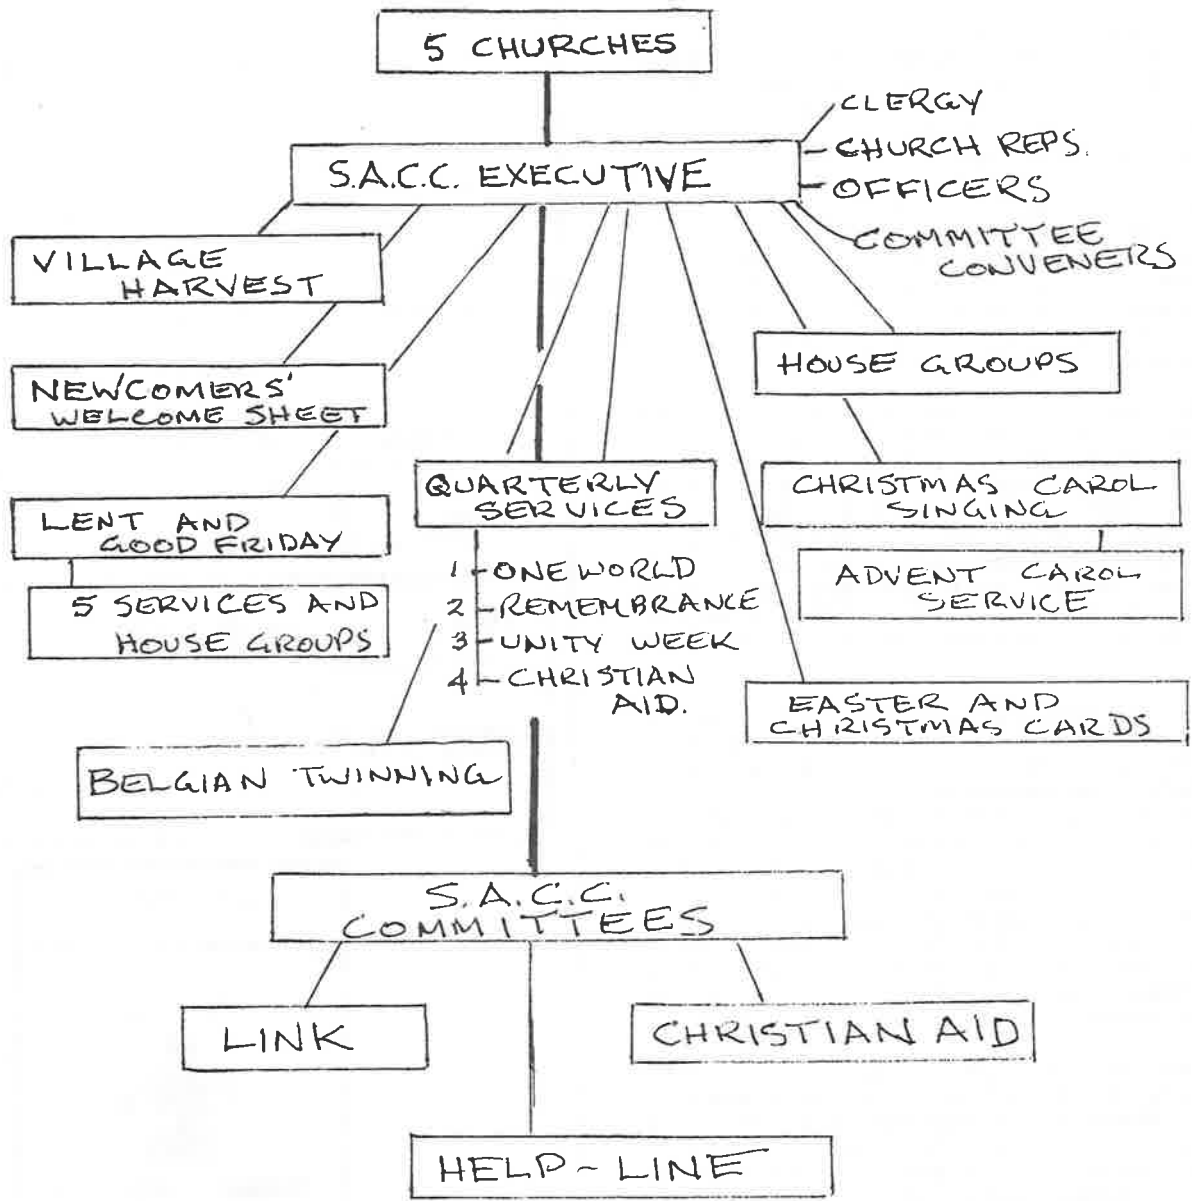 5 CHURCHES
S.A.C.C. EXECUTIVE
CLERGY
CHURCH REPS.
OFFICERS
COMMITTEE
CONVENERS
VILLAGE
HARVEST
HOUSE GROUPS
NEWCOMERS'
WELCOME SHEET
QUARTERLY
SERVICES
CHRISTMAS CAROL
SINGING
LENT AND
GOOD FRIDAY
ADVENT CAROL
SERVICE
5 SERVICES AND
HOUSE GROUPS
1 - ONE WORLD
2 - REMEMBRANCE
3 - UNITY WEEK
4 - CHRISTIAN
AID.
EASTER AND
CHRISTMAS CARDS
BELGIAN TWINNING
S.A.C.C.
COMMITTEES
LINK
CHRISTIAN AID
HELP-LINE